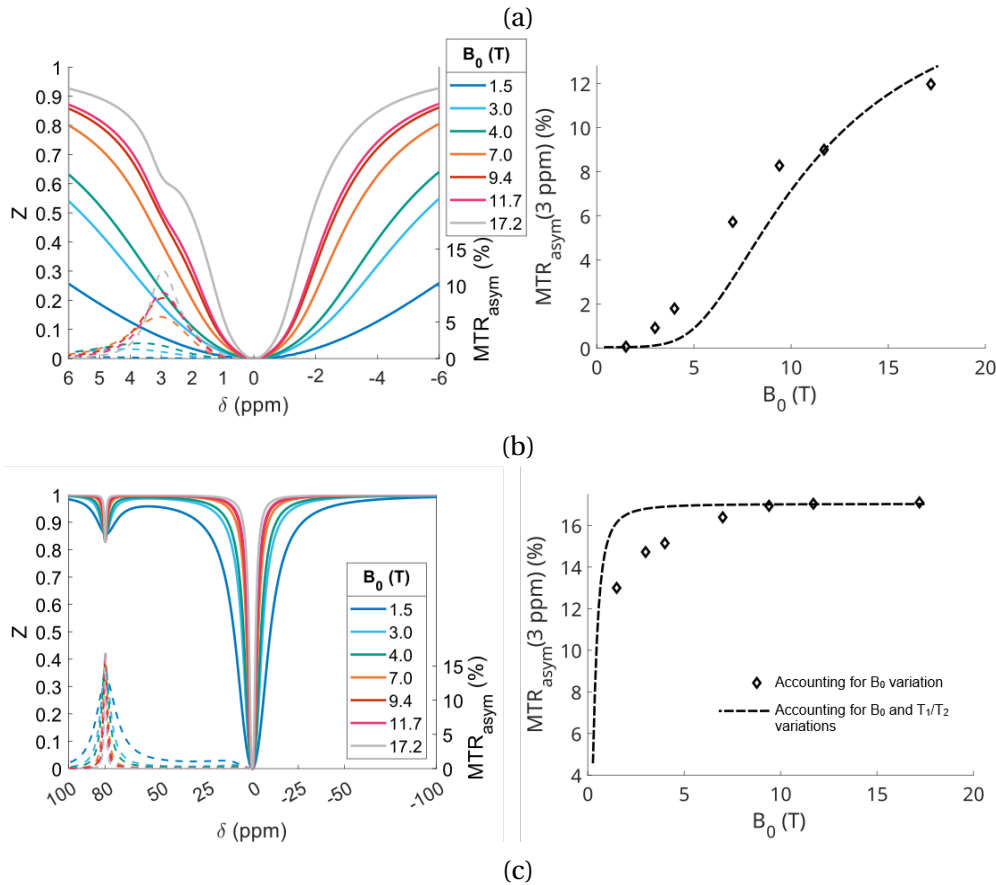 (a)
B₀ (T)
1.5
3.0
4.0
7.0
9.4
11.7
17.2
1
0.9
0.8
0.7
0.6
0.5
0.4
0.3
0.2
0.1
0
Z
6 5 4 3 2 1 0 -2 -4 -6
δ (ppm)
15
10
5
0
MTRasym (%)
12
10
8
6
4
2
0
MTRasym(3 ppm) (%)
0 5 10 15 20
B₀ (T)
(b)
1
0.9
0.8
0.7
0.6
0.5
0.4
0.3
0.2
0.1
0
Z
B₀ (T)
1.5
3.0
4.0
7.0
9.4
11.7
17.2
15
10
5
0
MTRasym (%)
100 80 50 25 0 -25 -50 -100
δ (ppm)
16
14
12
10
8
6
4
MTRasym(3 ppm) (%)
Accounting for B₀ variation
Accounting for B₀ and T₁/T₂
variations
0 5 10 15 20
B₀ (T)
(c)